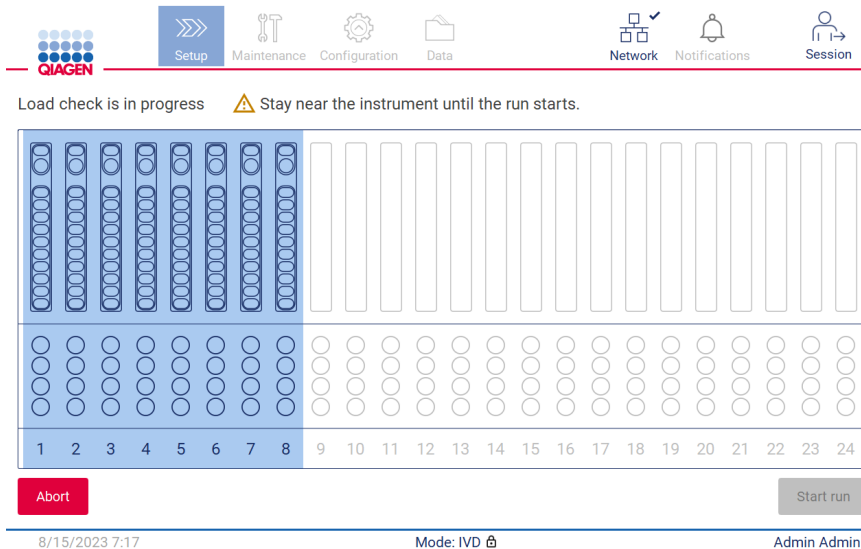 QIAGEN
Setup
Maintenance
Configuration
Data
Network
Notifications
Session
Load check is in progress
Stay near the instrument until the run starts.
1 2 3 4 5 6 7 8 9 10 11 12 13 14 15 16 17 18 19 20 21 22 23 24
Abort
Start run
8/15/2023 7:17
Mode: IVD
Admin Admin